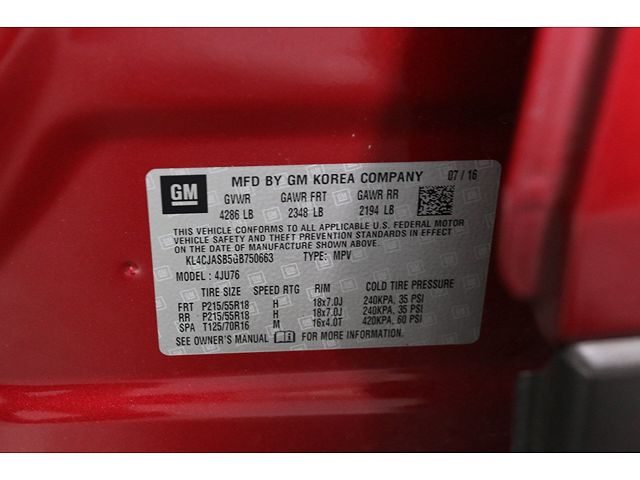 GM
MFD BY GM KOREA COMPANY 07 / 16
GVWR GAWR FRT GAWR RR
4286 LB 2348 LB 2194 LB
THIS VEHICLE CONFORMS TO ALL APPLICABLE U.S. FEDERAL MOTOR
VEHICLE SAFETY, BUMPER, AND THEFT PREVENTION STANDARDS IN EFFECT
ON THE DATE OF MANUFACTURE SHOWN ABOVE.
KL4CJASB5GB750663 TYPE: MPV
MODEL: 4JU76
TIRE SIZE SPEED RTG RIM COLD TIRE PRESSURE
FRT P215/55R18 H 18x7.0J 240KPA, 35 PSI
RR P215/55R18 H 18x7.0J 240KPA, 35 PSI
SPA T125/70R16 M 16x4.0T 420KPA, 60 PSI
SEE OWNER'S MANUAL FOR MORE INFORMATION.